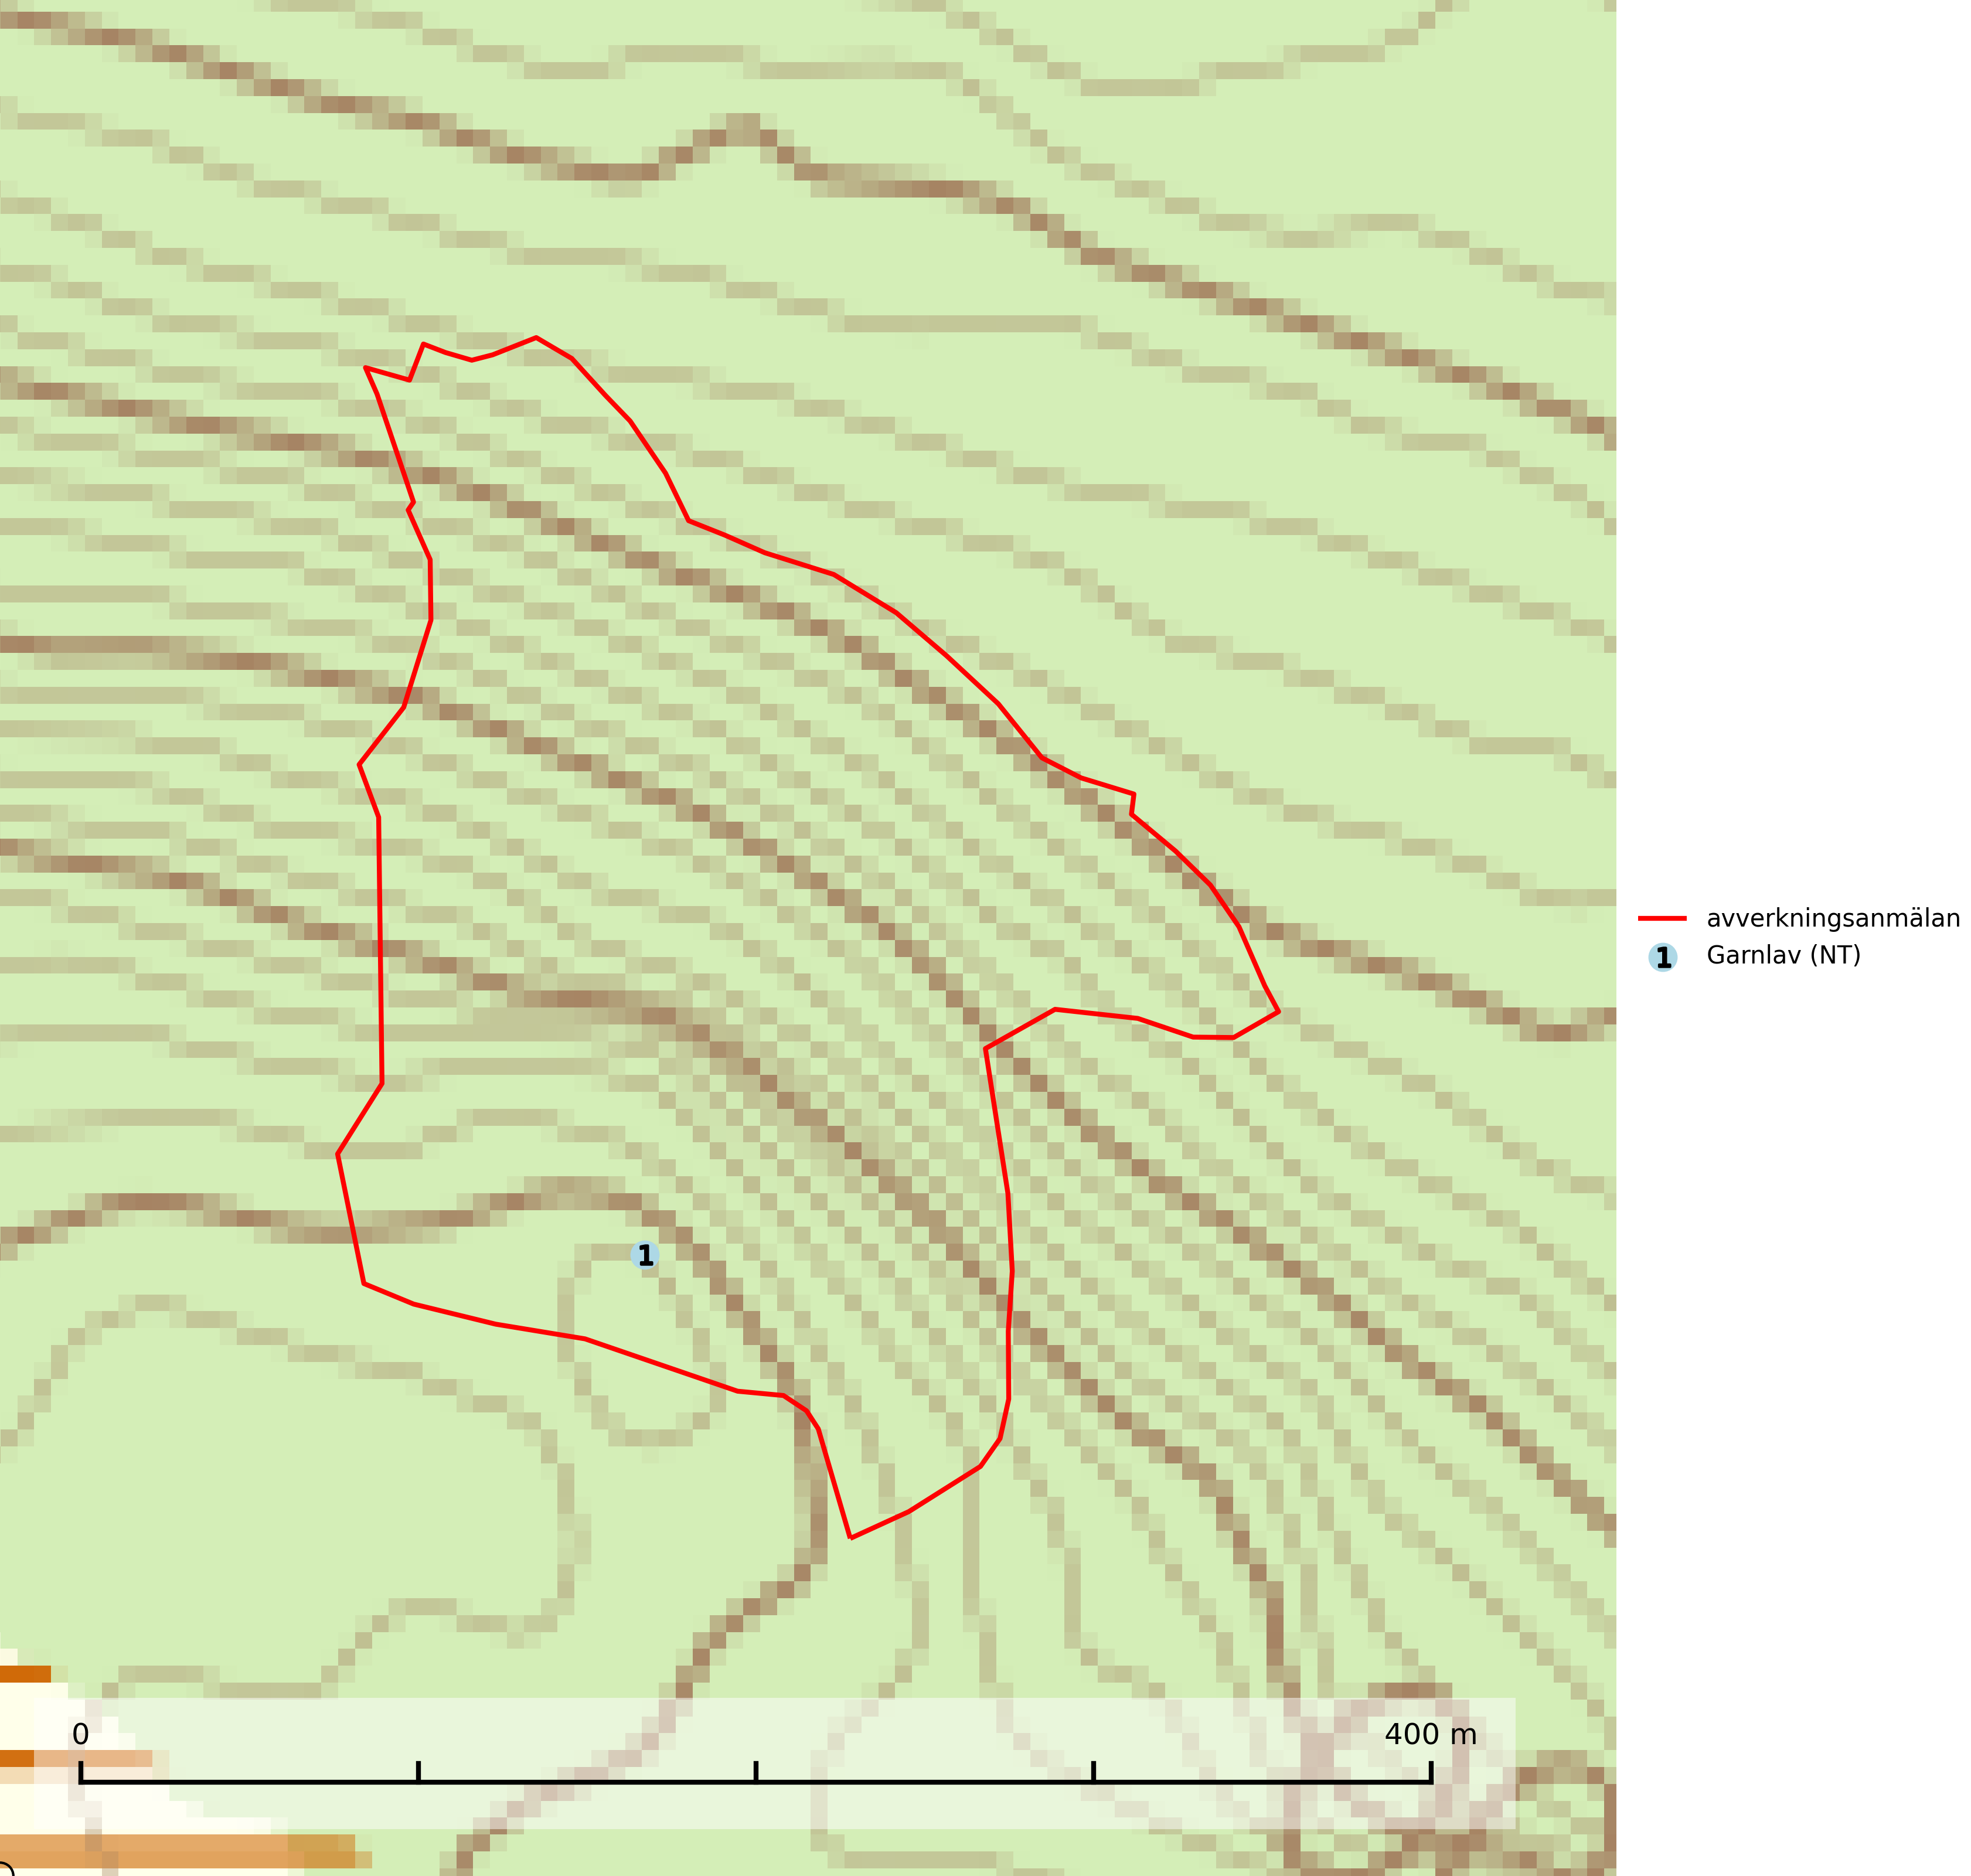 avverkningsanmälan
1 Garnlav (NT)
1
0 400 m